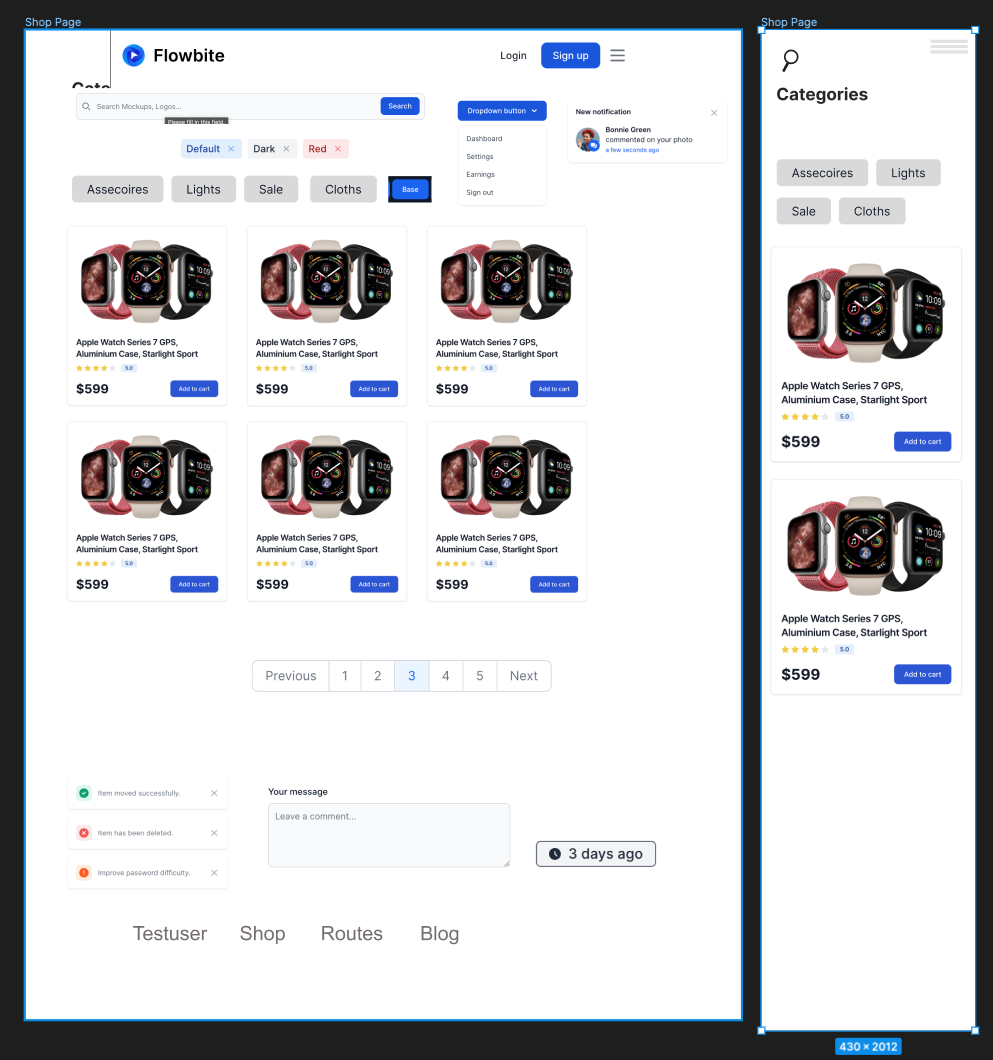 Shop Page
Flowbite
Login
Sign up
Search Mockups, Logos...
Search
Please fill in this field.
Default
Dark
Red
Assecoires
Lights
Sale
Cloths
Base
Dropdown button
Dashboard
Settings
Earnings
Sign out
New notification
Bonnie Green
commented on your photo
a few seconds ago
Apple Watch Series 7 GPS,
Aluminium Case, Starlight Sport
5.0
$599
Add to cart
Apple Watch Series 7 GPS,
Aluminium Case, Starlight Sport
5.0
$599
Add to cart
Apple Watch Series 7 GPS,
Aluminium Case, Starlight Sport
5.0
$599
Add to cart
Apple Watch Series 7 GPS,
Aluminium Case, Starlight Sport
5.0
$599
Add to cart
Apple Watch Series 7 GPS,
Aluminium Case, Starlight Sport
5.0
$599
Add to cart
Apple Watch Series 7 GPS,
Aluminium Case, Starlight Sport
5.0
$599
Add to cart
Previous 1 2 3 4 5 Next
Item moved successfully.
Item has been deleted.
Improve password difficulty.
Your message
Leave a comment...
3 days ago
Testuser Shop Routes Blog
Shop Page
Categories
Assecoires
Lights
Sale
Cloths
10:09
Apple Watch Series 7 GPS,
Aluminium Case, Starlight Sport
5.0
$599
Add to cart
10:09
Apple Watch Series 7 GPS,
Aluminium Case, Starlight Sport
5.0
$599
Add to cart
430 × 2012